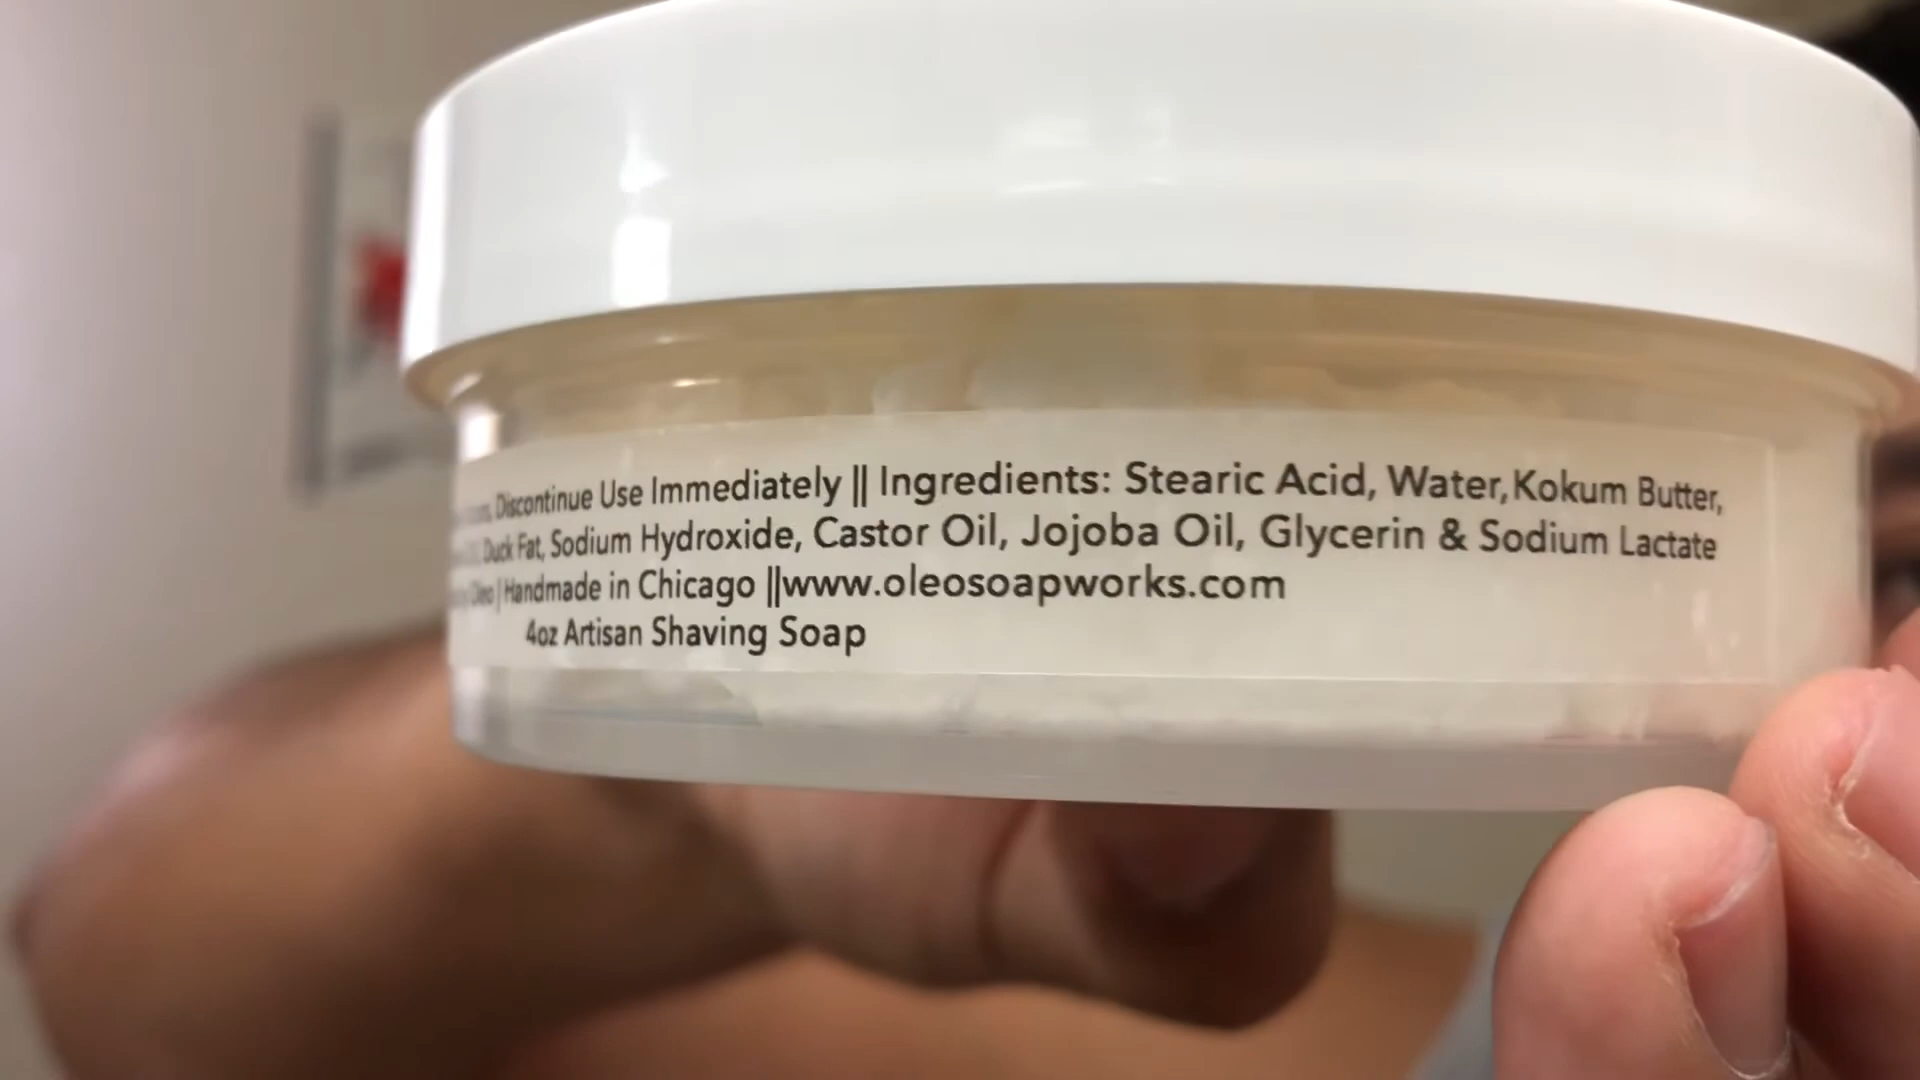 Discontinue Use Immediately || Ingredients: Stearic Acid, Water, Kokum Butter,
Duck Fat, Sodium Hydroxide, Castor Oil, Jojoba Oil, Glycerin & Sodium Lactate
Oleo | Handmade in Chicago ||www.oleosoapworks.com
4oz Artisan Shaving Soap